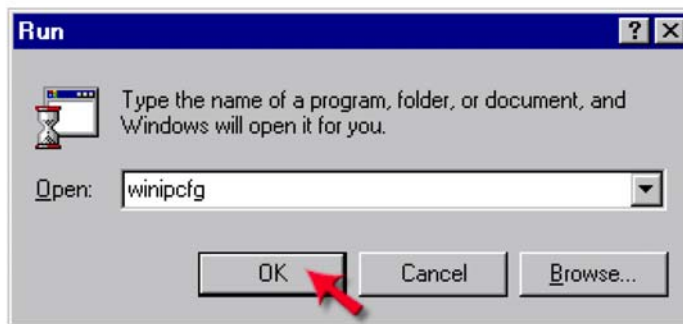 Run
Type the name of a program, folder, or document, and
Windows will open it for you.
Open: winipcfg
OK Cancel Browse...